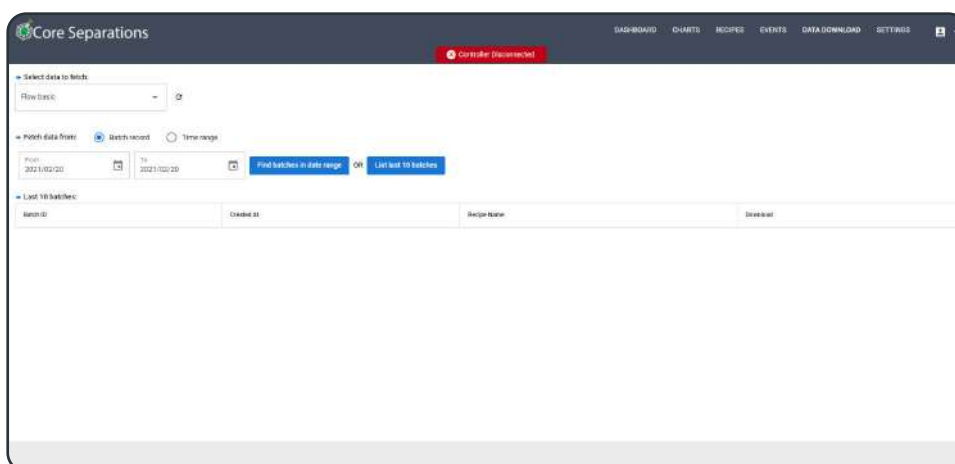 Core Separations
DASHBOARD CHARTS RECIPES EVENTS DATA DOWNLOAD SETTINGS
Controller Disconnected
Select data to fetch:
Flow basic
Fetch data from: Batch record Time range
From
2021/02/20
To
2021/02/20
Find batches in date range OR List last 10 batches
Last 10 batches:
Batch ID Created At Recipe Name Download